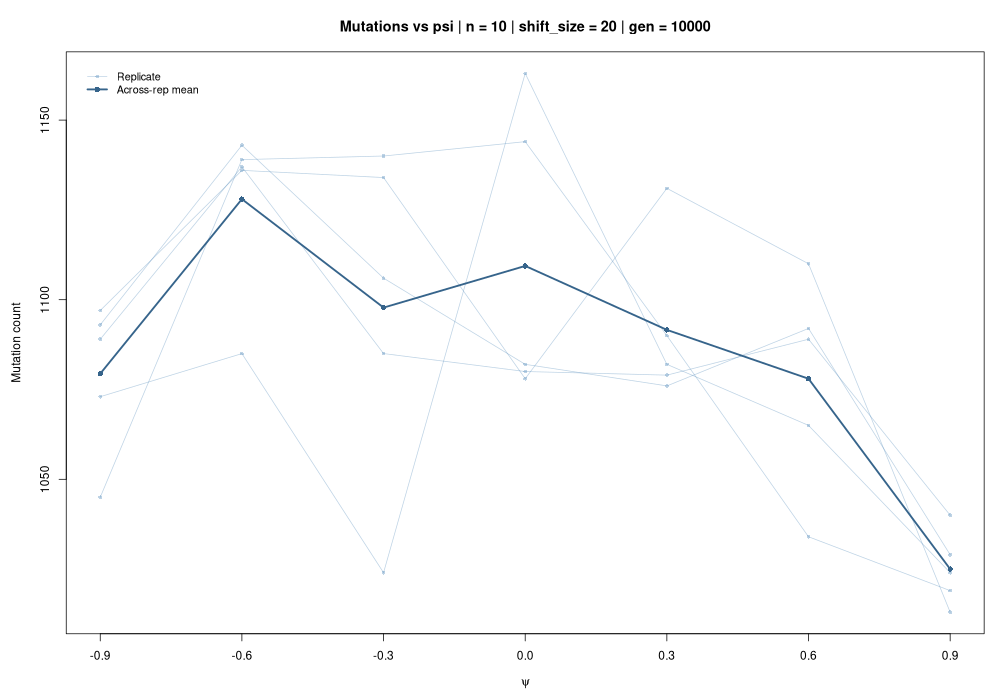 Mutations vs psi | n = 10 | shift_size = 20 | gen = 10000
Replicate
Across-rep mean
Mutation count
1150
1100
1050
-0.9 -0.6 -0.3 0.0 0.3 0.6 0.9
ψ